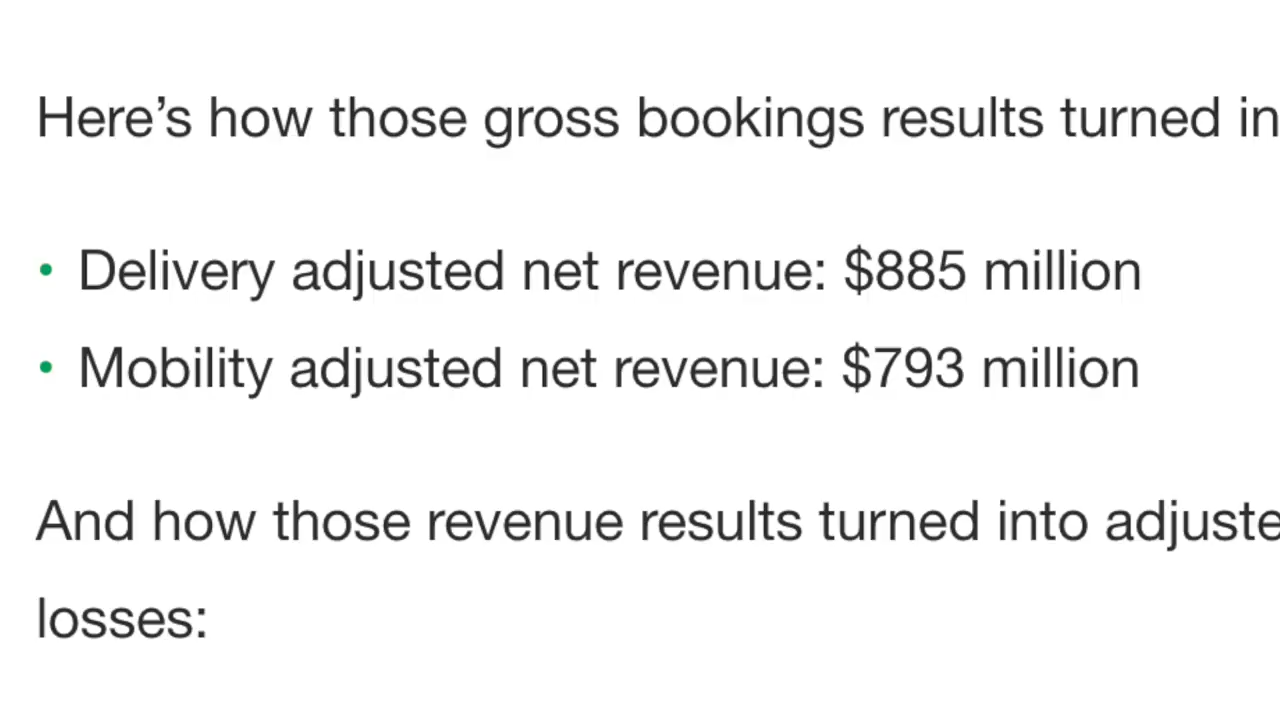 Here’s how those gross bookings results turned in
• Delivery adjusted net revenue: $885 million
• Mobility adjusted net revenue: $793 million
And how those revenue results turned into adjuste
losses: